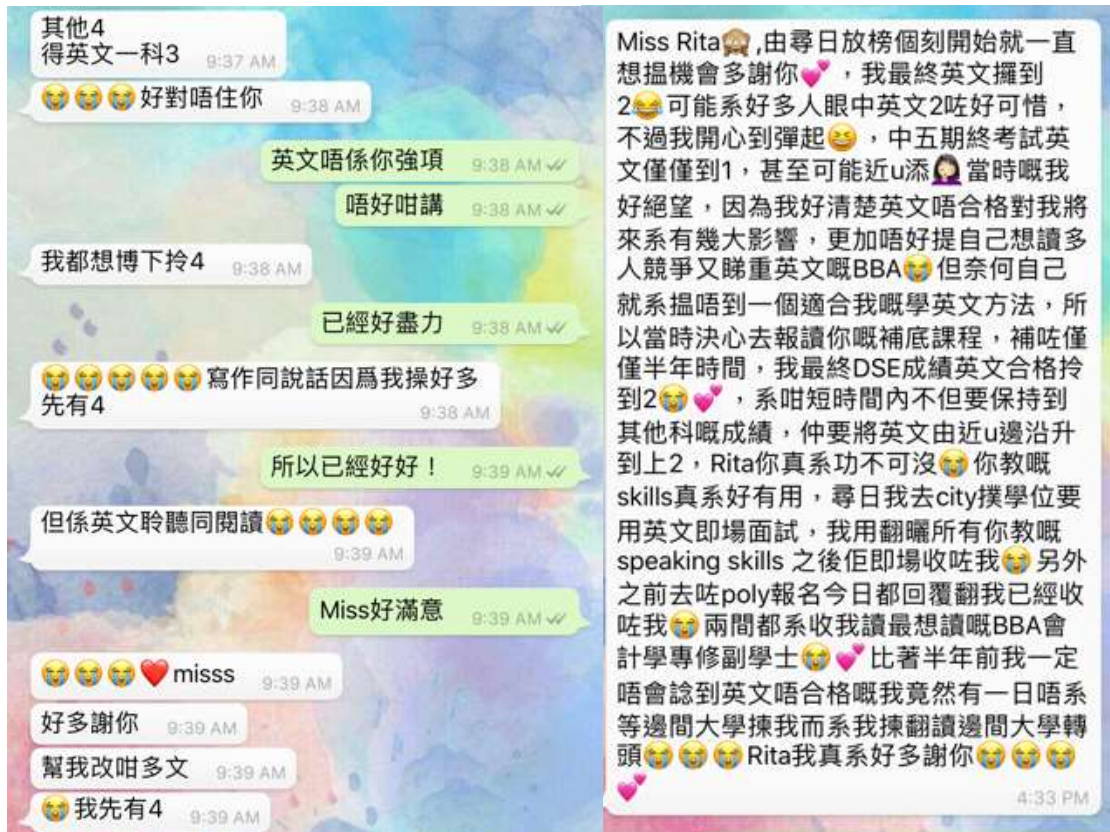 其他4
得英文一科3 9:37 AM
😭😭😭好對唔住你 9:38 AM
英文唔係你強項 9:38 AM
唔好咁講 9:38 AM
我都想博下拎4 9:38 AM
已經好盡力 9:38 AM
😭😭😭😭😭寫作同說話因爲我操好多
先有4 9:38 AM
所以已經好好！ 9:39 AM
但係英文聆聽同閱讀😭😭😭😭
9:39 AM
Miss好滿意 9:39 AM
😭😭😭❤️misss 9:39 AM
好多謝你 9:39 AM
幫我改咁多文 9:39 AM
😭我先有4 9:39 AM
Miss Rita🙈,由尋日放榜個刻開始就一直
想搵機會多謝你💕，我最終英文攞到
2😂可能系好多人眼中英文2咗好可惜，
不過我開心到彈起😆，中五期終考試英
文僅僅到1，甚至可能近u添🤦🏻‍♀️當時嘅我
好絕望，因為我好清楚英文唔合格對我將
來系有幾大影響，更加唔好提自己想讀多
人競爭又睇重英文嘅BBA😭但奈何自己
就系搵唔到一個適合我嘅學英文方法，所
以當時決心去報讀你嘅補底課程，補咗僅
僅半年時間，我最終DSE成績英文合格拎
到2😭💕，系咁短時間內不但要保持到
其他科嘅成績，仲要將英文由近u邊沿升
到上2，Rita你真系功不可沒😭你教嘅
skills真系好有用，尋日我去city撲學位要
用英文即場面試，我用翻曬所有你教嘅
speaking skills 之後佢即場收咗我😭另外
之前去咗poly報名今日都回覆翻我已經收
咗我😭兩間都系收我讀最想讀嘅BBA會
計學專修副學士😭💕比著半年前我一定
唔會諗到英文唔合格嘅我竟然有一日唔系
等邊間大學揀我而系我揀翻讀邊間大學轉
頭😭😭😭Rita我真系好多謝你😭😭😭
💕
4:33 PM